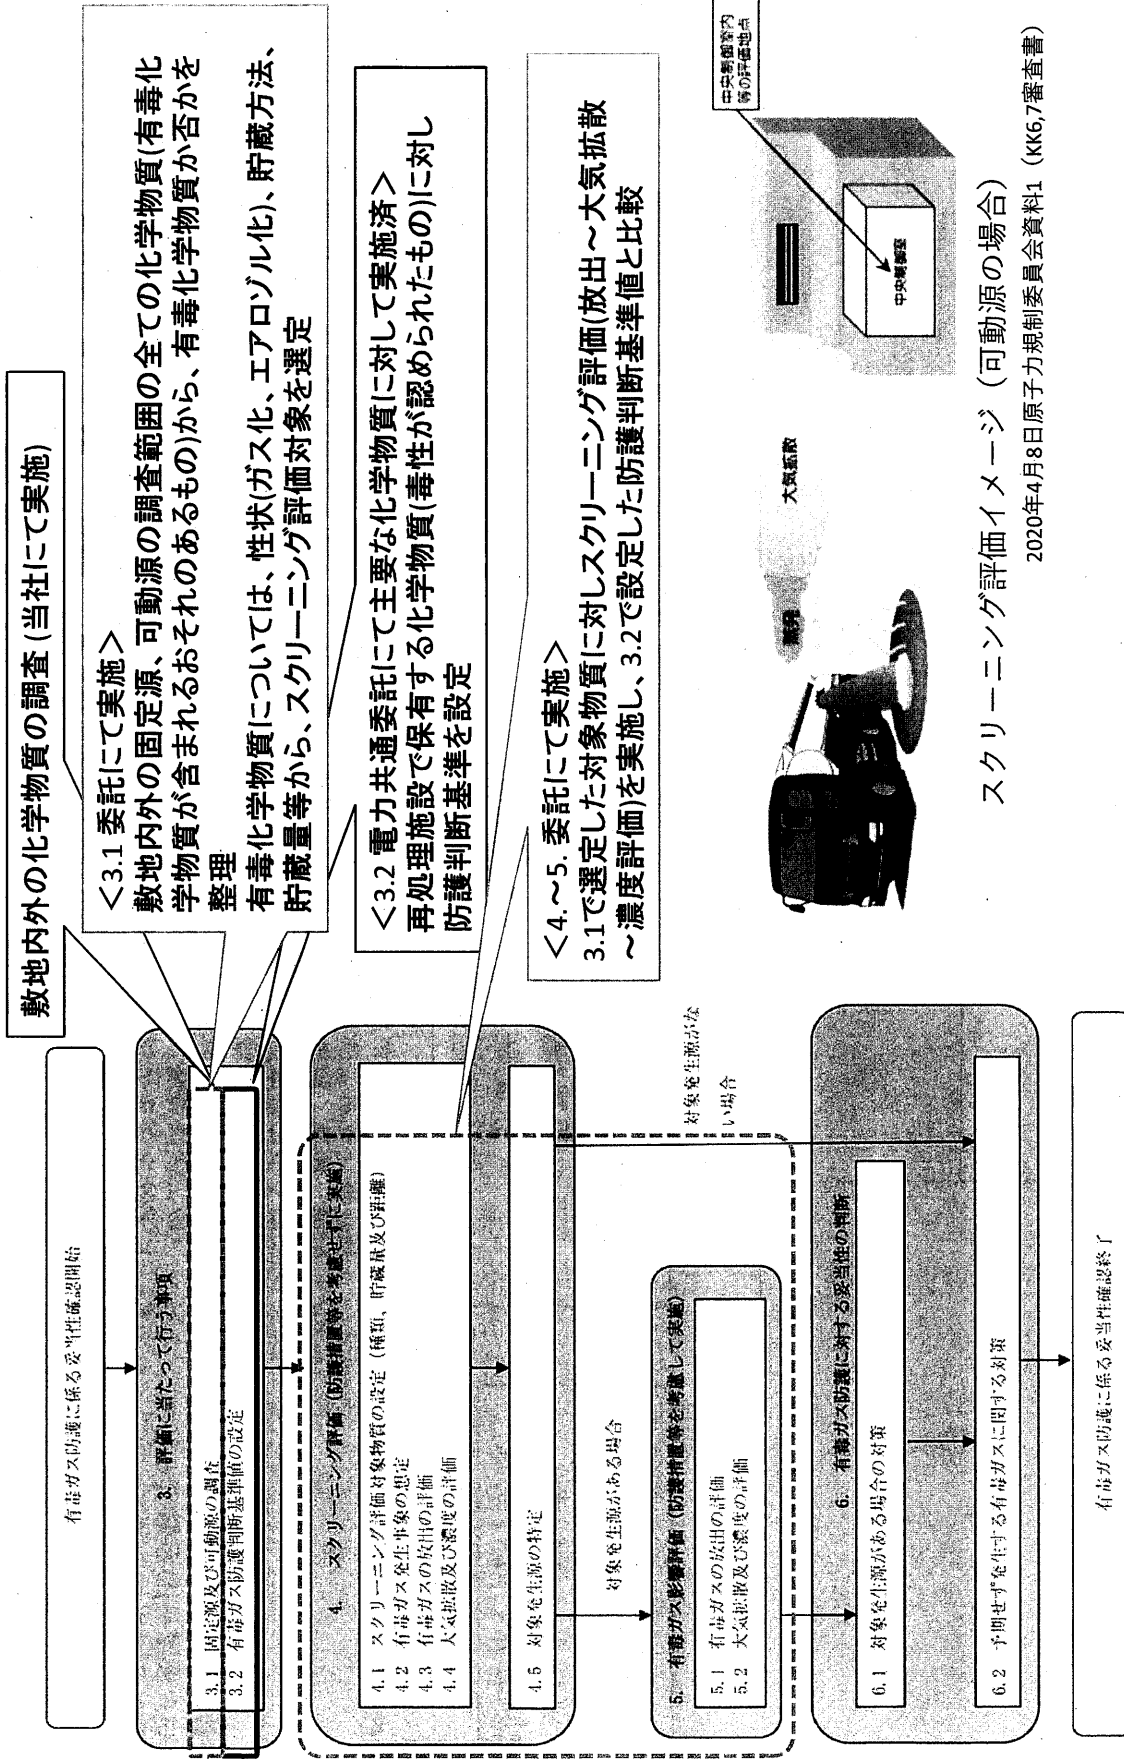 有毒ガス防護に係る妥当性確認開始
3. 評価に当たって行う事項
3.1 固定源及び可動源の調査
3.2 有毒ガス防護判断基準値の設定
4. スクリーニング評価（防護措置等を考慮せずに実施）
4.1 スクリーニング評価対象物質の設定（種類、貯蔵量及び距離）
4.2 有毒ガス発生事象の想定
4.3 有毒ガスの放出の評価
4.4 大気拡散及び濃度の評価
4.5 対象発生源の特定
対象発生源がある場合
対象発生源がな
い場合
5. 有毒ガス影響評価（防護措置等を考慮して実施）
5.1 有毒ガスの放出の評価
5.2 大気拡散及び濃度の評価
6. 有毒ガス防護に対する妥当性の判断
6.1 対象発生源がある場合の対策
6.2 予期せず発生する有毒ガスに関する対策
有毒ガス防護に係る妥当性確認終了
敷地内外の化学物質の調査(当社にて実施)
＜3.1 委託にて実施＞
敷地内外の固定源、可動源の調査範囲の全ての化学物質(有毒化
学物質が含まれるおそれのあるもの)から、有毒化学物質か否かを
整理
有毒化学物質については、性状(ガス化、エアロゾル化)、貯蔵方法、
貯蔵量等から、スクリーニング評価対象を選定
＜3.2 電力共通委託にて主要な化学物質に対して実施済＞
再処理施設で保有する化学物質(毒性が認められたもの)に対し
防護判断基準を設定
＜4.～5. 委託にて実施＞
3.1で選定した対象物質に対しスクリーニング評価(放出～大気拡散
～濃度評価)を実施し、3.2で設定した防護判断基準値と比較
蒸発
大気拡散
中央制御室
中央制御室内
等の評価地点
スクリーニング評価イメージ（可動源の場合）
2020年4月8日原子力規制委員会資料1（KK6,7審査書）